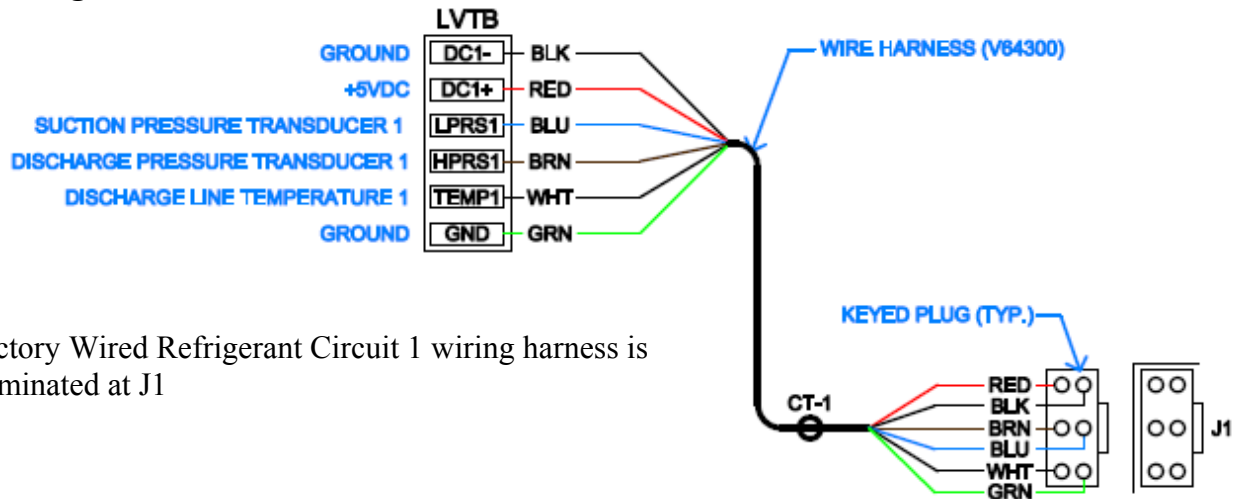 LVTB
GROUND DC1- BLK
+5VDC DC1+ RED
SUCTION PRESSURE TRANSDUCER 1 LPRS1 BLU
DISCHARGE PRESSURE TRANSDUCER 1 HPRS1 BRN
DISCHARGE LINE TEMPERATURE 1 TEMP1 WHT
GROUND GND GRN
WIRE HARNESS (V64300)
ctory Wired Refrigerant Circuit 1 wiring harness is
minated at J1
KEYED PLUG (TYP.)
CT-1
RED
BLK
BRN
BLU
WHT
GRN
J1